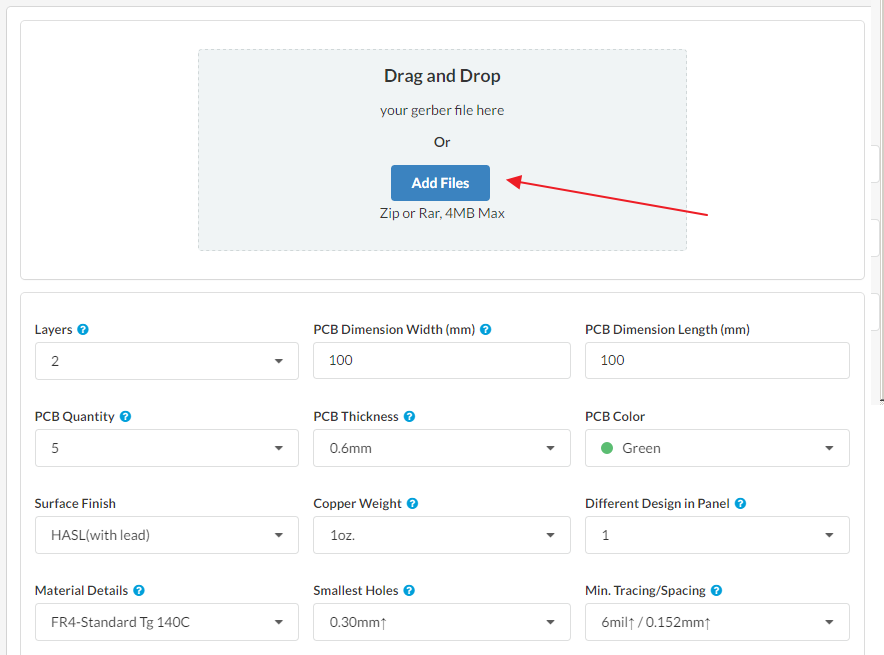 Drag and Drop
your gerber file here
Or
Add Files
Zip or Rar, 4MB Max
Layers ?
PCB Dimension Width (mm) ?
PCB Dimension Length (mm)
2
100
100
PCB Quantity ?
PCB Thickness ?
PCB Color
5
0.6mm
Green
Surface Finish
Copper Weight ?
Different Design in Panel ?
HASL(with lead)
1oz.
1
Material Details ?
Smallest Holes ?
Min. Tracing/Spacing ?
FR4-Standard Tg 140C
0.30mm↑
6mil↑ / 0.152mm↑